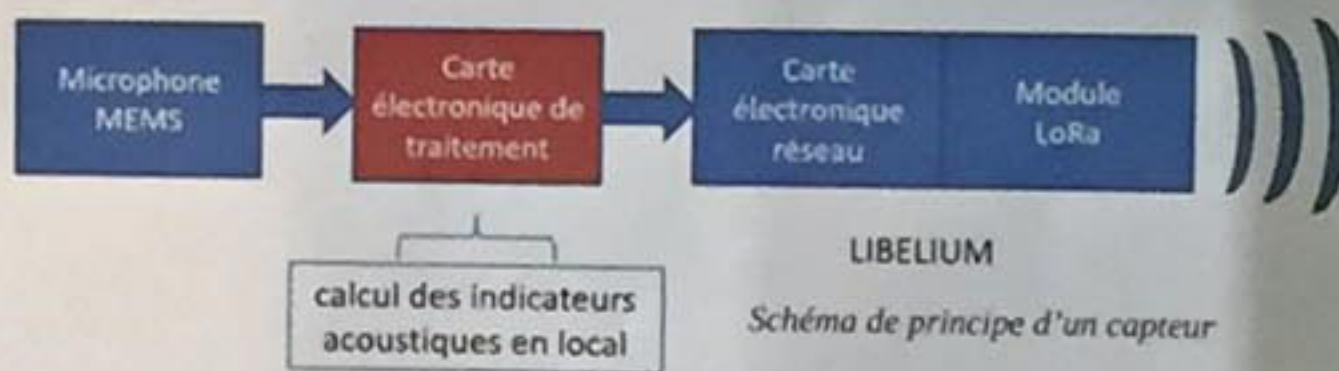 Microphone
MEMS
Carte
électronique de
traitement
Carte
électronique
réseau
Module
LoRa
calcul des indicateurs
acoustiques en local
LIBELIUM
Schéma de principe d'un capteur